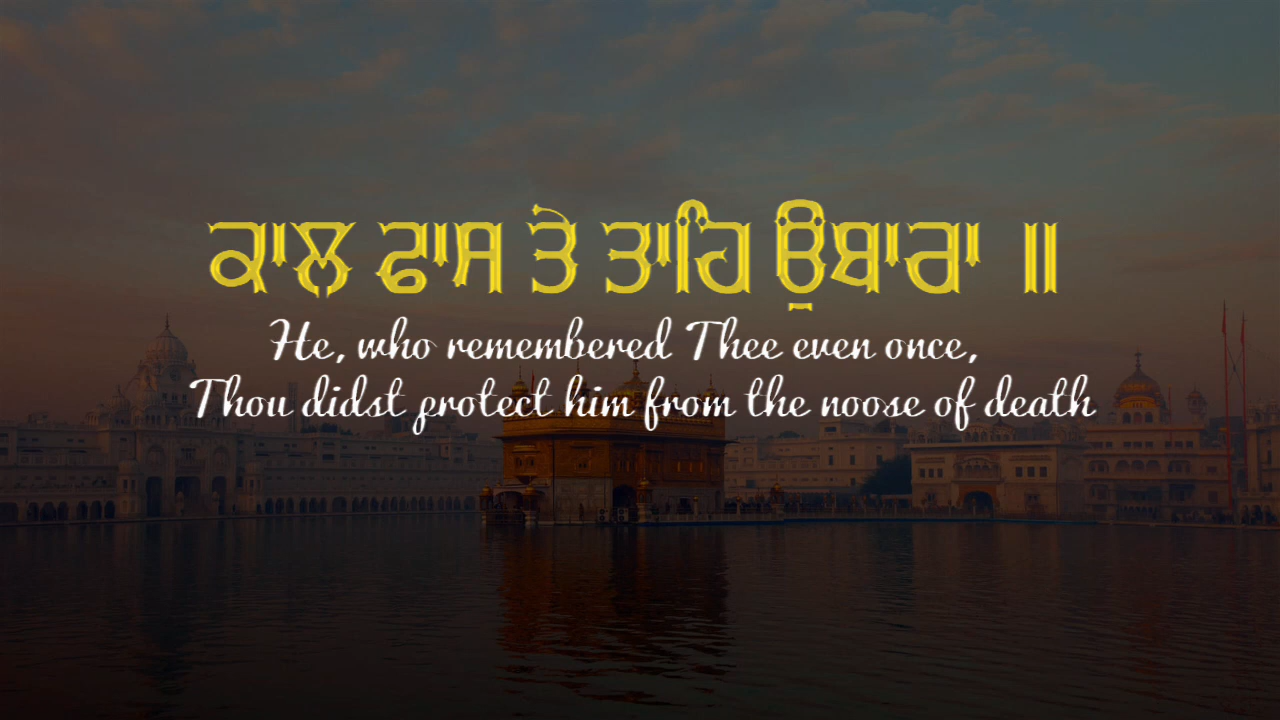 ਕਾਲ ਫਾਸ ਤੇ ਤਾਹਿ ਉਬਾਰਾ ॥
He, who remembered Thee even once,
Thou didst protect him from the noose of death